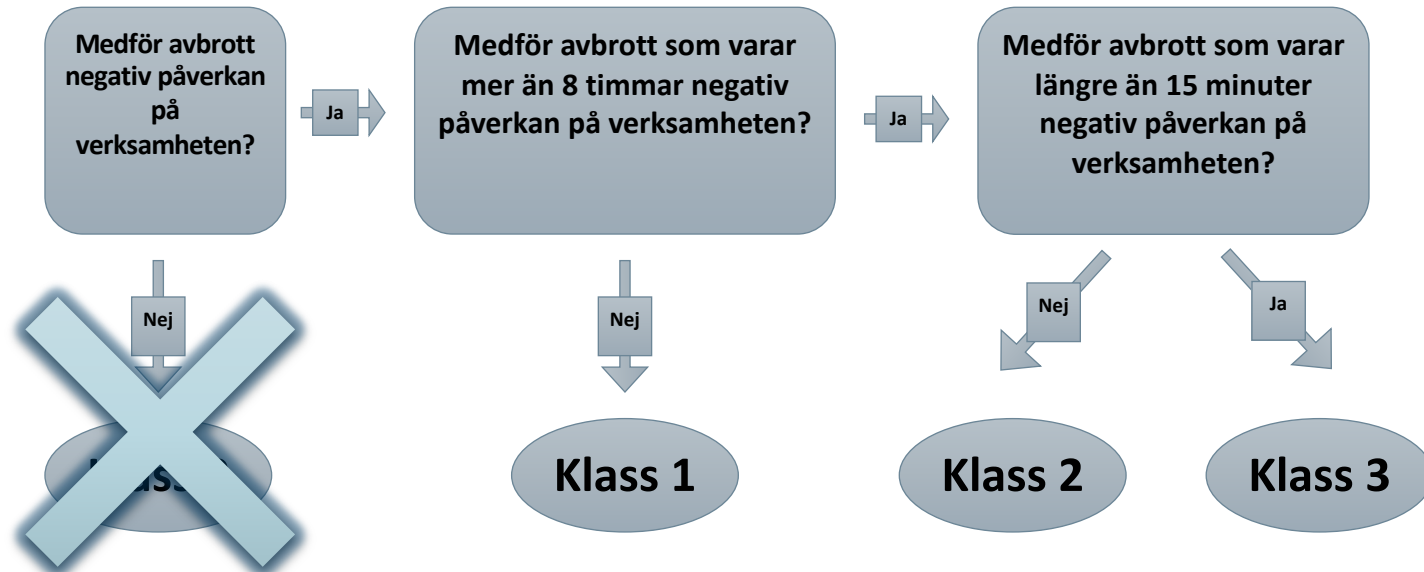 Medför avbrott
negativ påverkan
på
verksamheten?
Ja
Medför avbrott som varar
mer än 8 timmar negativ
påverkan på verksamheten?
Ja
Medför avbrott som varar
längre än 15 minuter
negativ påverkan på
verksamheten?
Nej
Nej
Nej
Ja
Klass 1
Klass 2
Klass 3